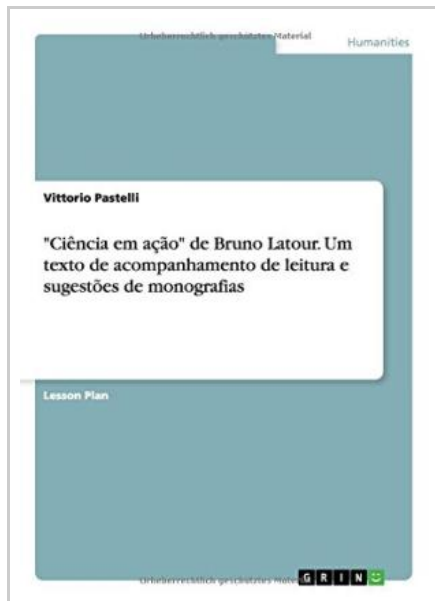 Urheberrechtlich geschütztes Material
Humanities
Vittorio Pastelli
"Ciência em ação" de Bruno Latour. Um
texto de acompanhamento de leitura e
sugestões de monografias
Lesson Plan
Urheberrechtlich geschütztes
GRIN